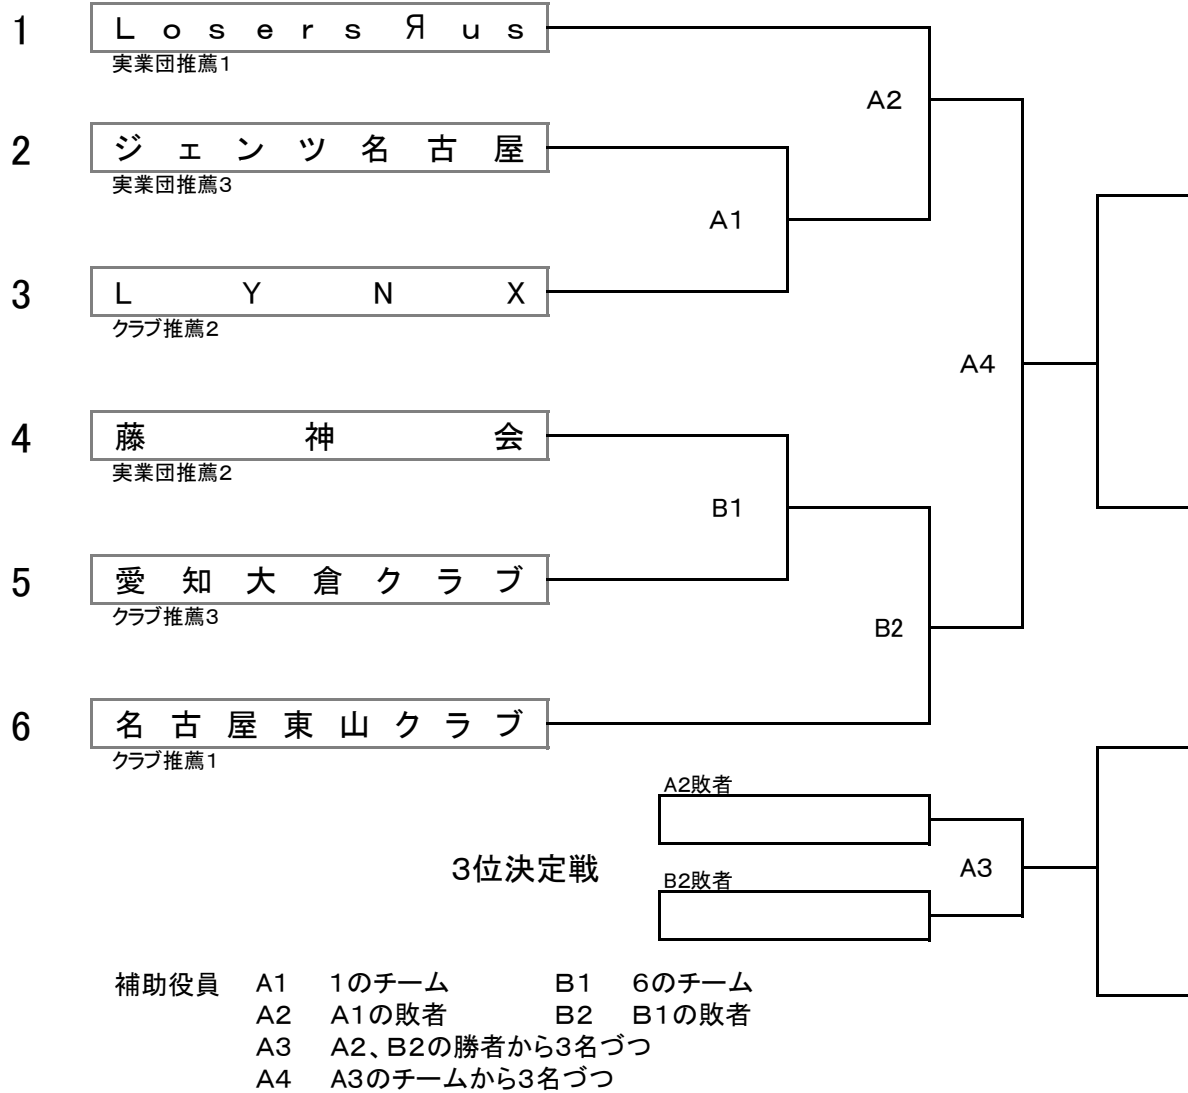 1 Losers Яus
実業団推薦1
A2
2 ジェンツ名古屋
実業団推薦3
A1
3 LYNX
クラブ推薦2
A4
4 藤神会
実業団推薦2
B1
5 愛知大倉クラブ
クラブ推薦3
B2
6 名古屋東山クラブ
クラブ推薦1
A2敗者
3位決定戦
A3
B2敗者
補助役員 A1 1のチーム B1 6のチーム
A2 A1の敗者 B2 B1の敗者
A3 A2、B2の勝者から3名づつ
A4 A3のチームから3名づつ